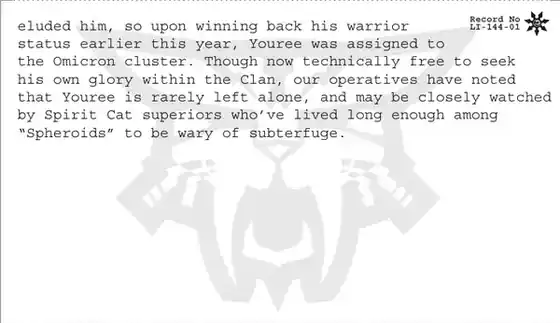 Record No
LI-144-01
eluded him, so upon winning back his warrior
status earlier this year, Youree was assigned to
the Omicron cluster. Though now technically free to seek
his own glory within the Clan, our operatives have noted
that Youree is rarely left alone, and may be closely watched
by Spirit Cat superiors who’ve lived long enough among
“Spheroids” to be wary of subterfuge.